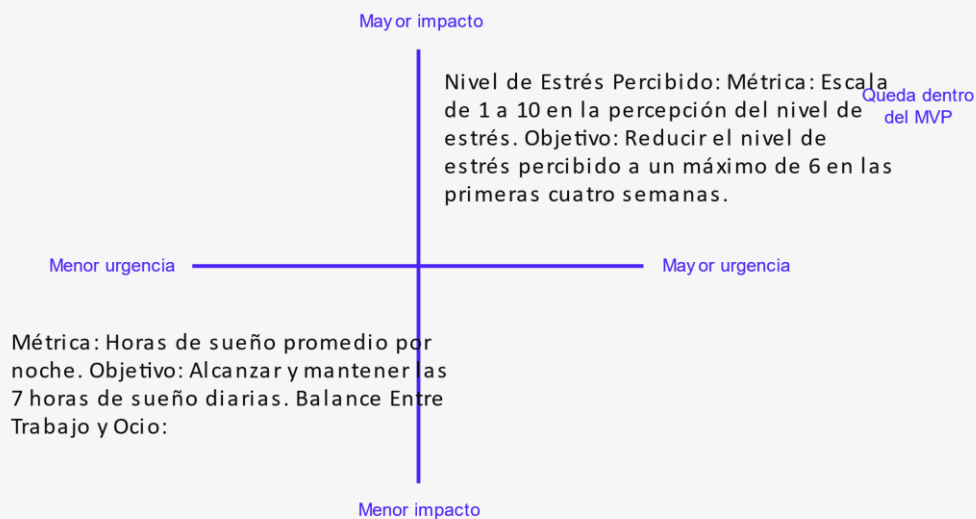 Mayor impacto
Nivel de Estrés Percibido: Métrica: Escala
de 1 a 10 en la percepción del nivel de
estrés. Objetivo: Reducir el nivel de
estrés percibido a un máximo de 6 en las
primeras cuatro semanas.
Queda dentro
del MVP
Menor urgencia
Mayor urgencia
Métrica: Horas de sueño promedio por
noche. Objetivo: Alcanzar y mantener las
7 horas de sueño diarias. Balance Entre
Trabajo y Ocio:
Menor impacto